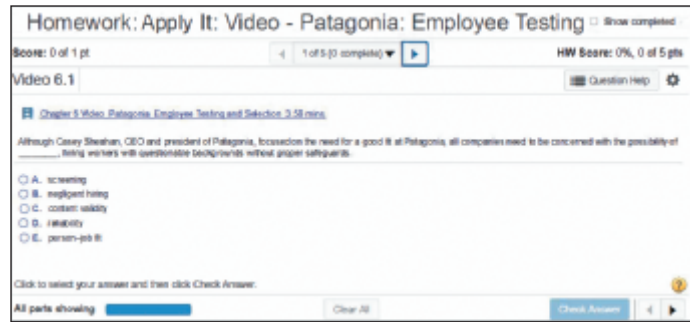 Homework: Apply It: Video - Patagonia: Employee Testing
Show completed
Score: 0 of 1 pt
1 of 5 (0 complete)
HW Score: 0%, 0 of 5 pts
Video 6.1
Question Help
Chapter 6 Video: Patagonia: Employee Testing and Selection 3:58 mins.
Although Casey Sheahan, CEO and president of Patagonia, focused on the need for a good fit at Patagonia, all companies need to be concerned with the possibility of
_______, hiring workers with questionable backgrounds without proper safeguards.
A. screening
B. negligent hiring
C. content validity
D. reliability
E. person-job fit
Click to select your answer and then click Check Answer.
?
All parts showing
Clear All
Check Answer